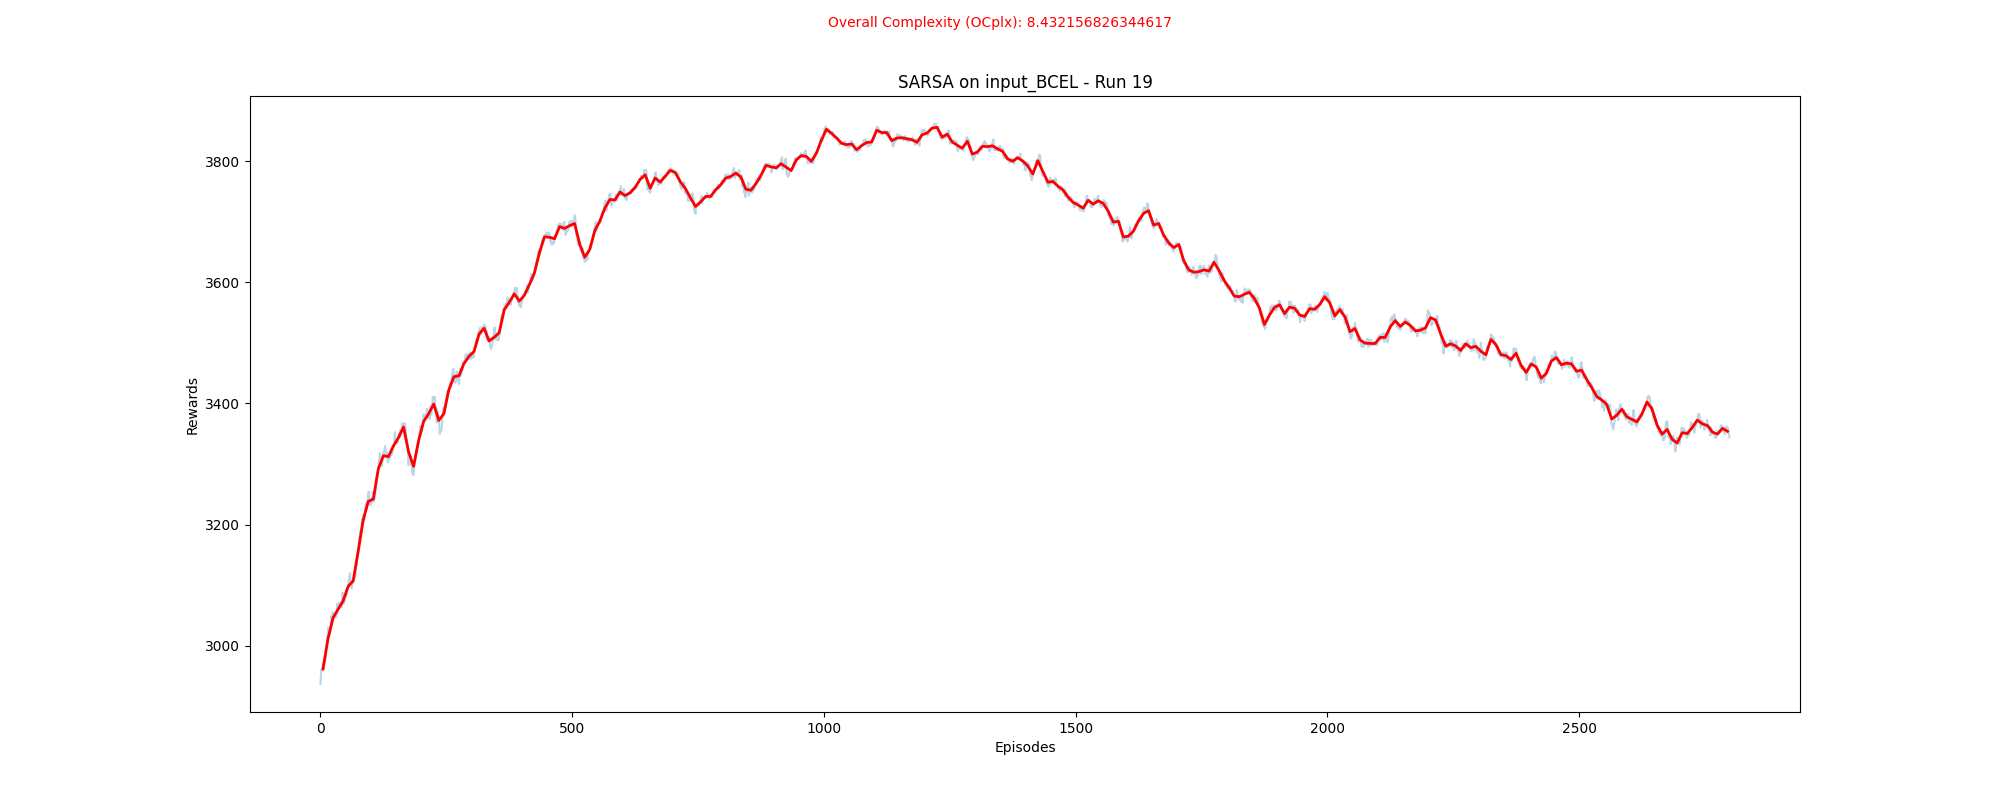 Overall Complexity (OCplx): 8.432156826344617
SARSA on input_BCEL - Run 19
3800
3600
3400
3200
3000
Rewards
0 500 1000 1500 2000 2500
Episodes